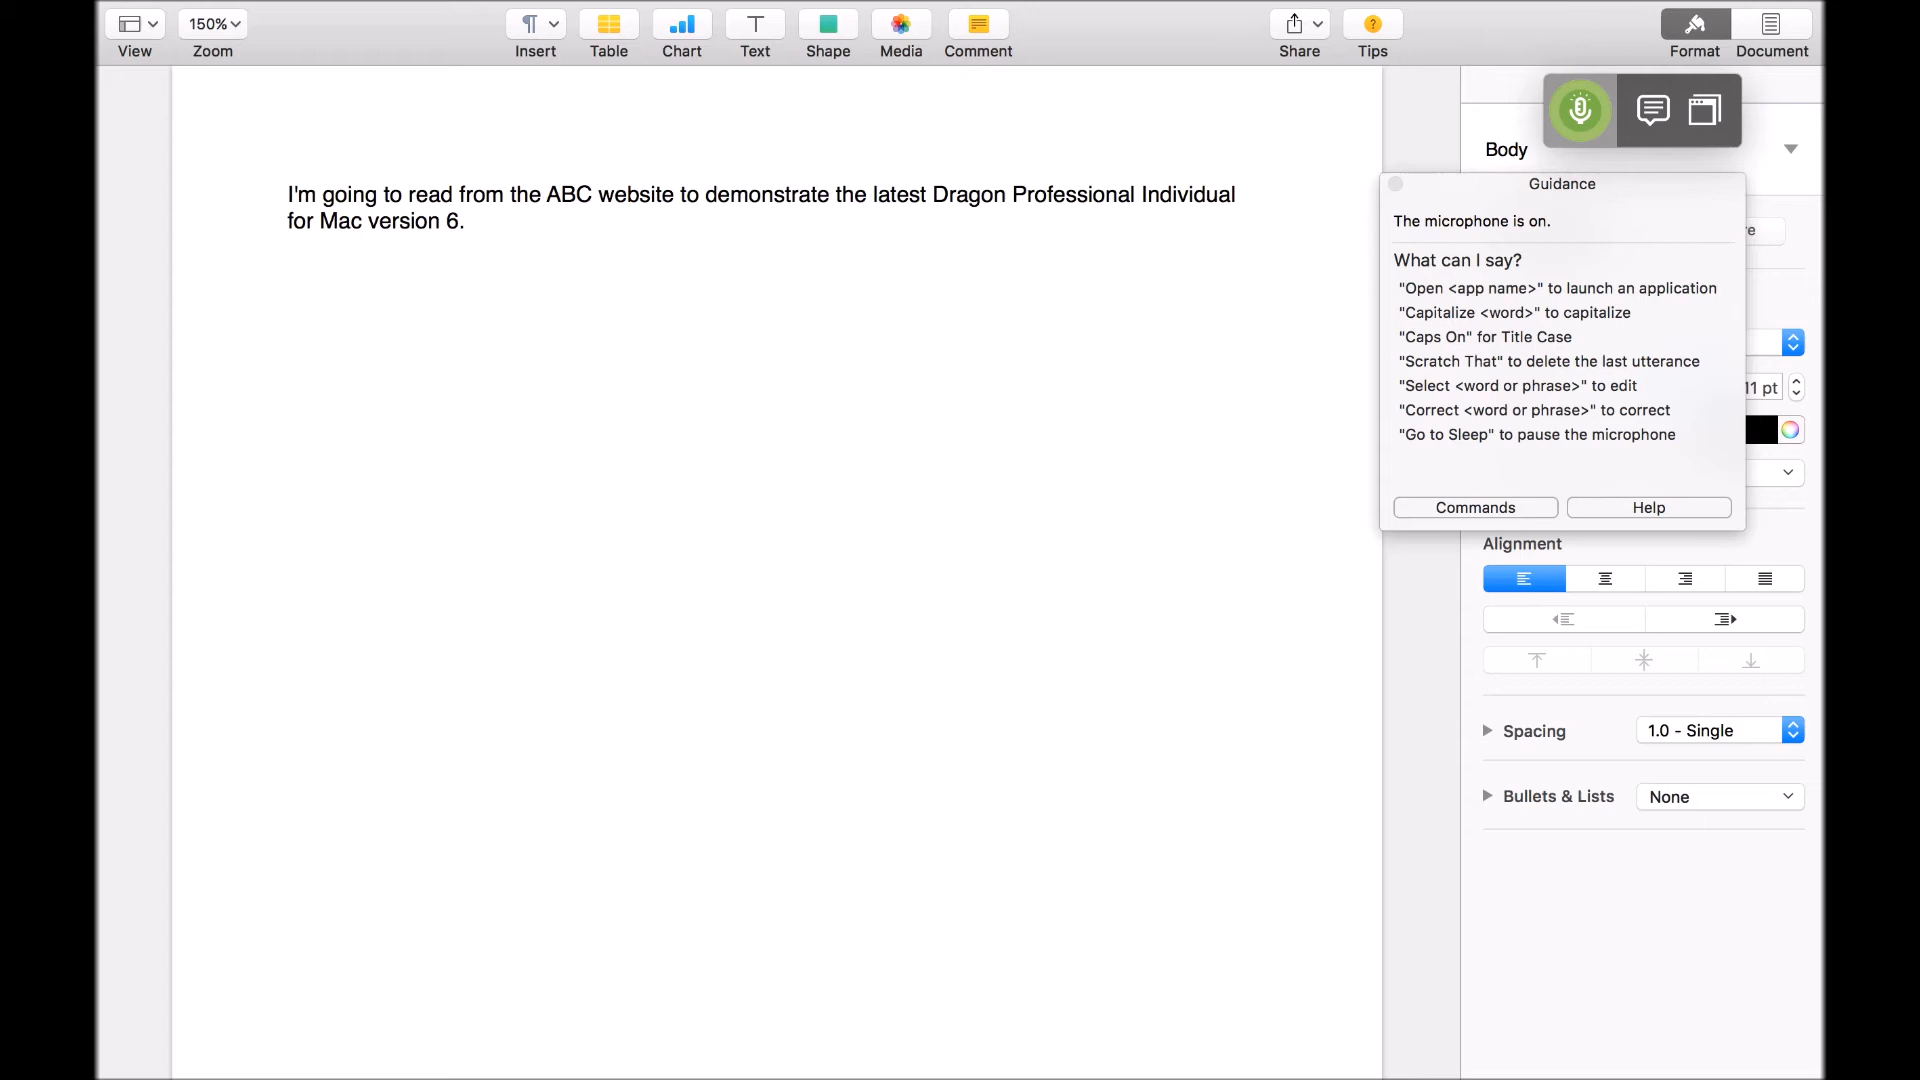 150%
View
Zoom
Insert
Table
Chart
Text
Shape
Media
Comment
Share
Tips
Format
Document
I'm going to read from the ABC website to demonstrate the latest Dragon Professional Individual
for Mac version 6.
Body
Guidance
The microphone is on.
What can I say?
"Open <app name>" to launch an application
"Capitalize <word>" to capitalize
"Caps On" for Title Case
"Scratch That" to delete the last utterance
"Select <word or phrase>" to edit
"Correct <word or phrase>" to correct
"Go to Sleep" to pause the microphone
Commands
Help
11 pt
Alignment
Spacing
1.0 - Single
Bullets & Lists
None